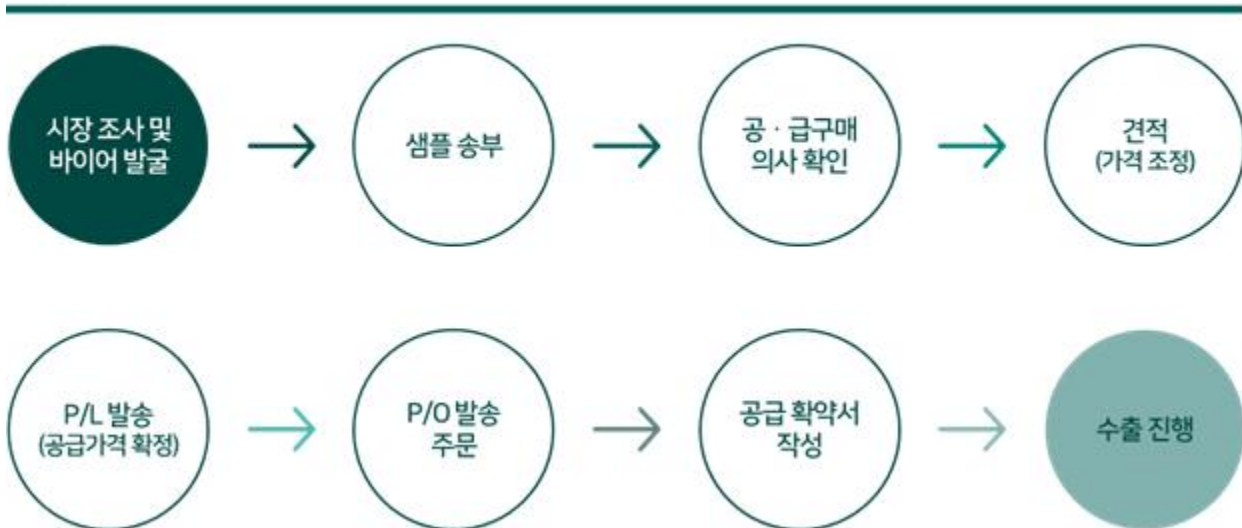 시장 조사 및
바이어 발굴
샘플 송부
공 · 급구매
의사 확인
견적
(가격 조정)
P/L 발송
(공급가격 확정)
P/O 발송
주문
공급 확약서
작성
수출 진행